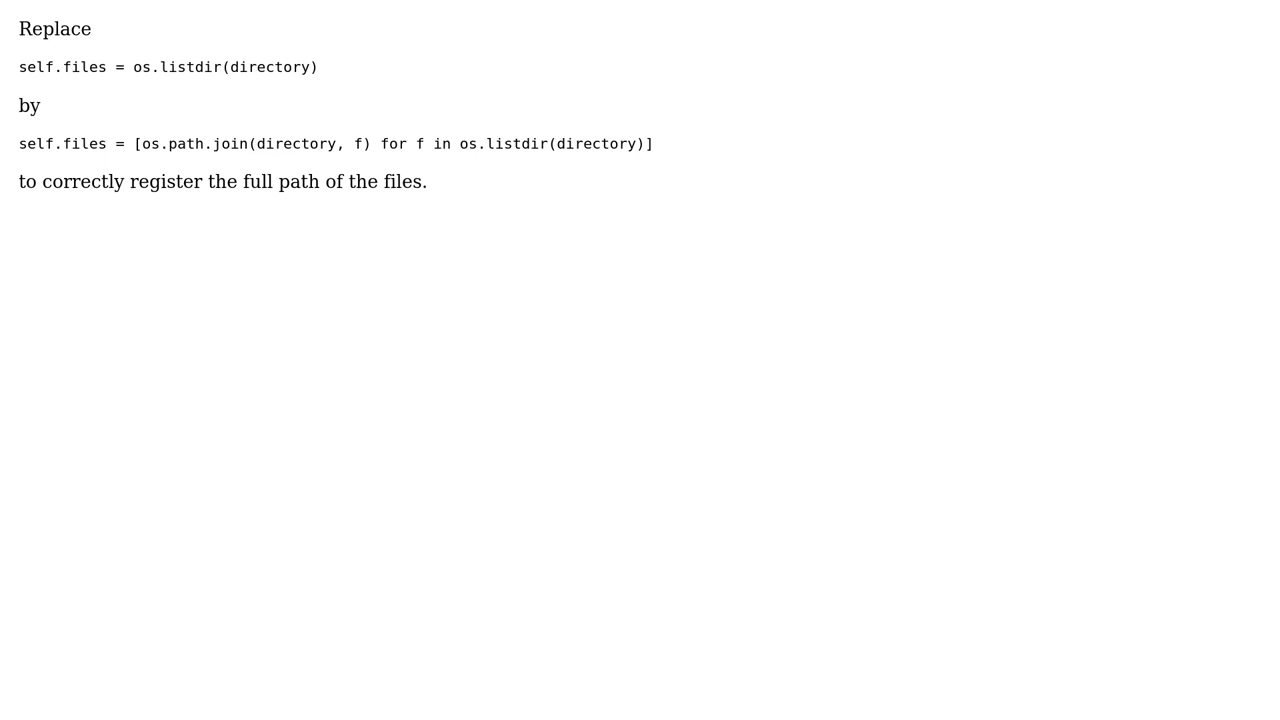 Replace
self.files = os.listdir(directory)
by
self.files = [os.path.join(directory, f) for f in os.listdir(directory)]
to correctly register the full path of the files.